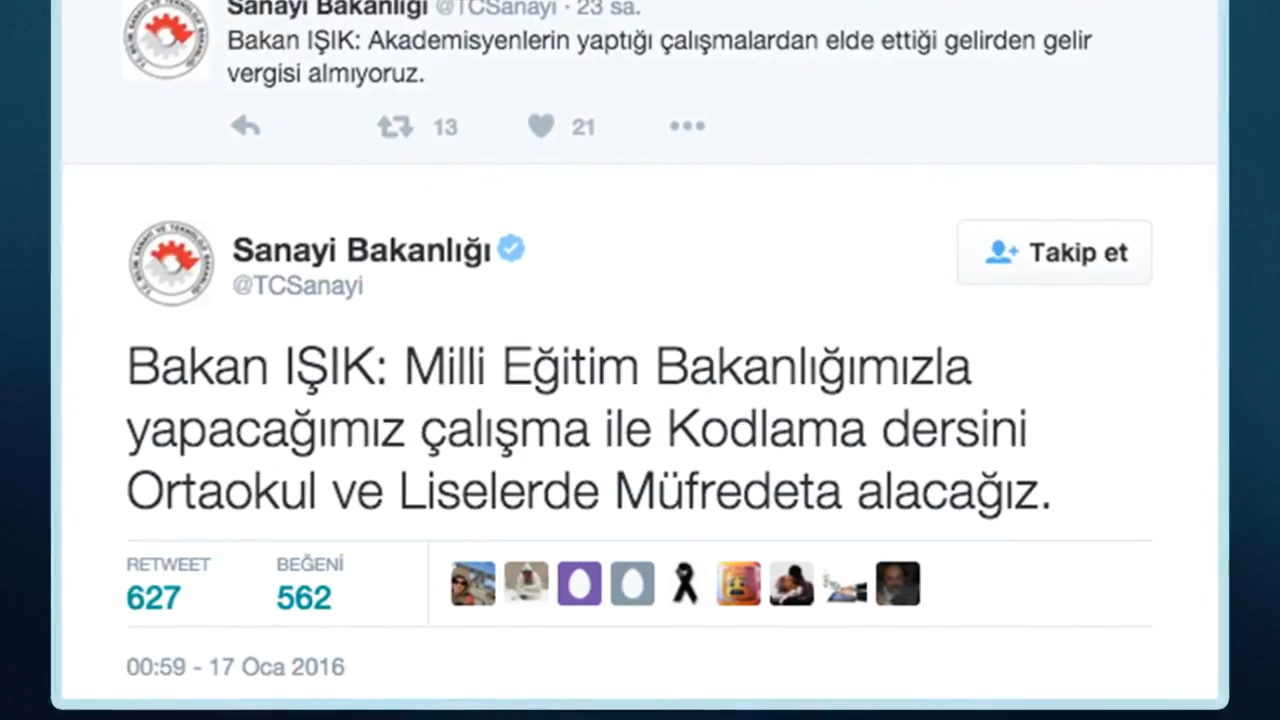 Sanayi Bakanlığı @TCSanayi · 23 sa.
Bakan IŞIK: Akademisyenlerin yaptığı çalışmalardan elde ettiği gelirden gelir
vergisi almıyoruz.
13 21
Sanayi Bakanlığı
@TCSanayi
Takip et
Bakan IŞIK: Milli Eğitim Bakanlığımızla
yapacağımız çalışma ile Kodlama dersini
Ortaokul ve Liselerde Müfredeta alacağız.
RETWEET BEĞENİ
627 562
00:59 - 17 Oca 2016